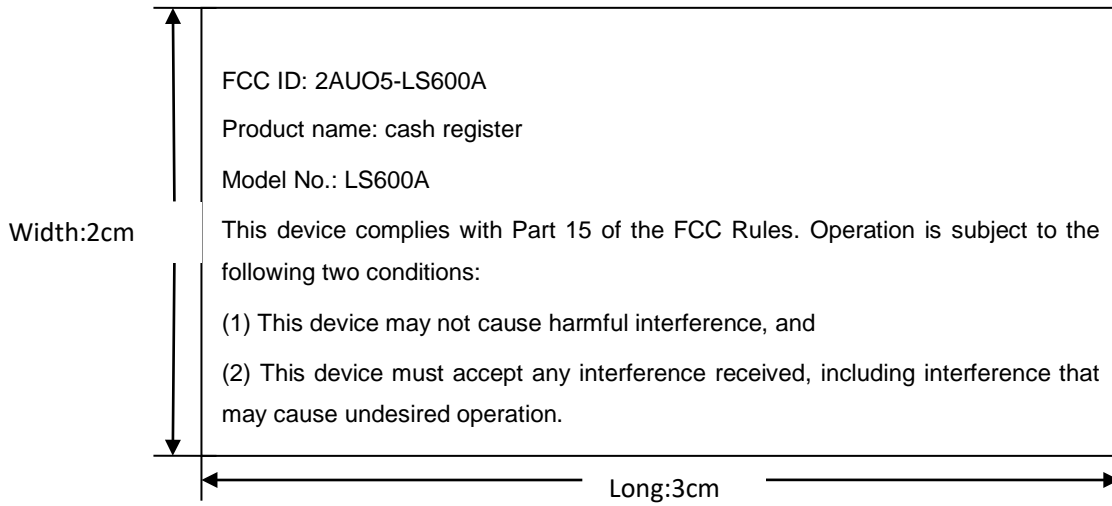 FCC ID: 2AUO5-LS600A
Product name: cash register
Model No.: LS600A
Width:2cm
This device complies with Part 15 of the FCC Rules. Operation is subject to the
following two conditions:
(1) This device may not cause harmful interference, and
(2) This device must accept any interference received, including interference that
may cause undesired operation.
Long:3cm